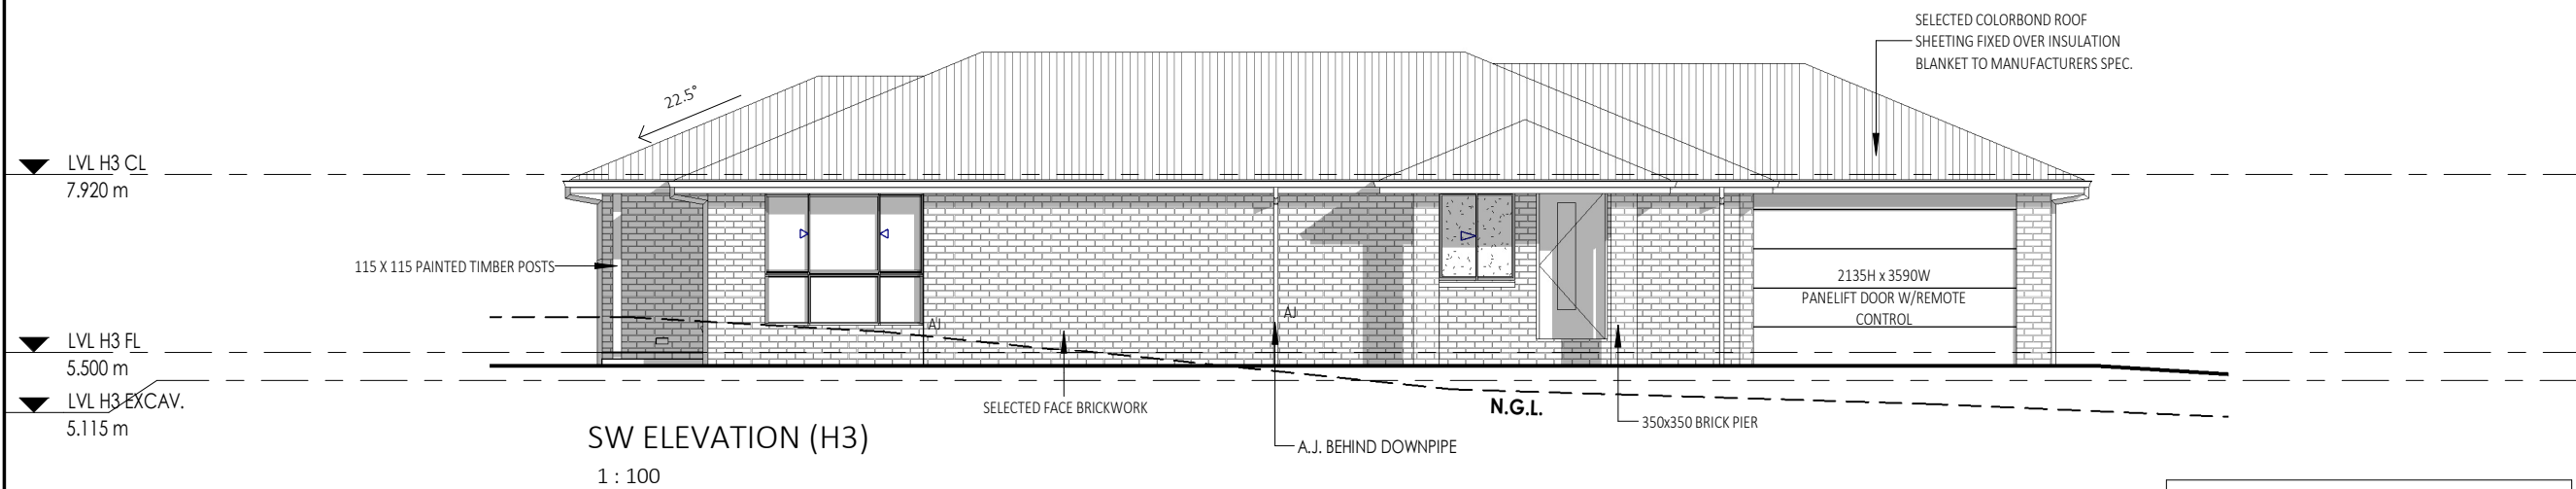 SELECTED COLORBOND ROOF
SHEETING FIXED OVER INSULATION
BLANKET TO MANUFACTURERS SPEC.
22.5°
LVL H3 CL
7.920 m
115 X 115 PAINTED TIMBER POSTS
2135H x 3590W
PANELIFT DOOR W/REMOTE
CONTROL
AJ
AJ
LVL H3 FL
5.500 m
LVL H3 EXCAV.
5.115 m
SELECTED FACE BRICKWORK
N.G.L.
350x350 BRICK PIER
A.J. BEHIND DOWNPIPE
SW ELEVATION (H3)
1 : 100